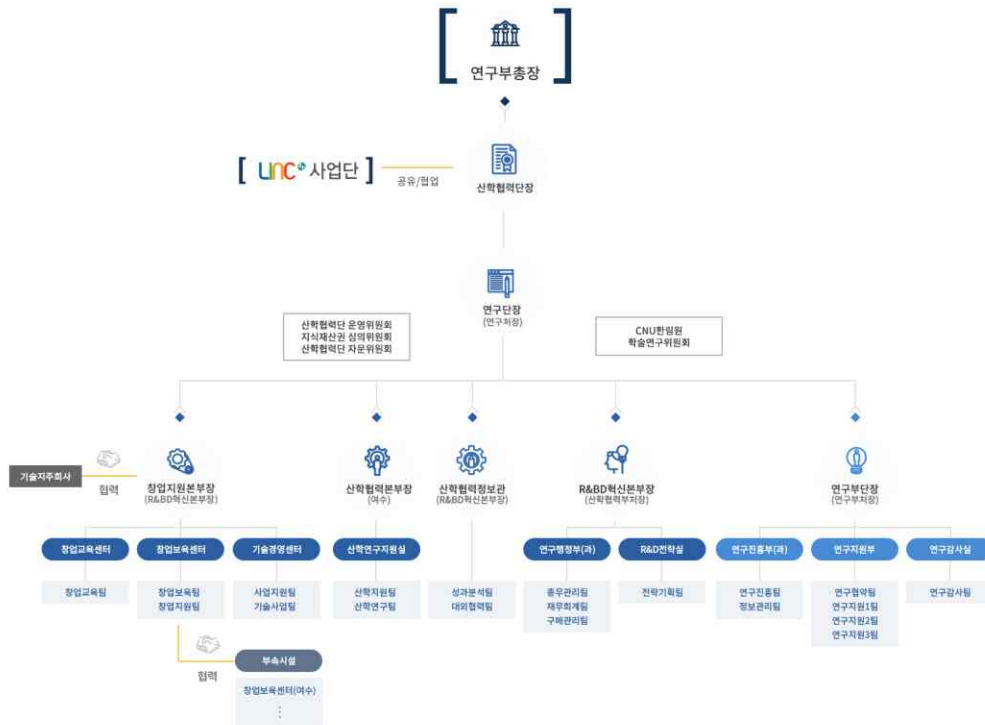 연구부총장
LINC+ 사업단
공유/협업
산학협력단장
연구단장
(연구처장)
산학협력단 운영위원회
지식재산권 심의위원회
산학협력단 자문위원회
CNU한림원
학술연구위원회
기술지주회사
협력
창업지원본부장
(R&BD혁신본부장)
산학협력본부장
(여수)
산학협력정보관
(R&BD혁신본부장)
R&BD혁신본부장
(산학협력부처장)
연구부단장
(연구부처장)
창업교육센터
창업보육센터
기술경영센터
산학연구지원실
연구행정부(과)
R&D전략실
연구진흥부(과)
연구지원부
연구감사실
창업교육팀
창업보육팀
창업지원팀
사업지원팀
기술사업팀
산학지원팀
산학연구팀
성과분석팀
대외협력팀
총무관리팀
재무회계팀
구매관리팀
전략기획팀
연구진흥팀
정보관리팀
연구협약팀
연구지원1팀
연구지원2팀
연구지원3팀
연구감사팀
협력
부속시설
창업보육센터(여수)
⋮